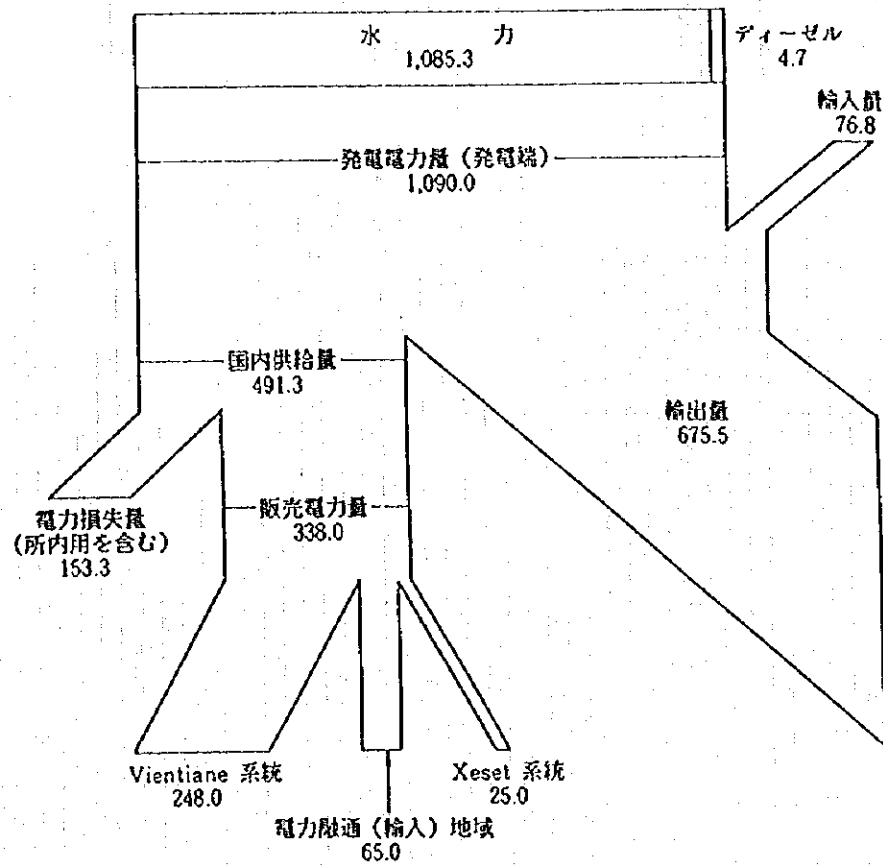 水 力
1,085.3
ディーゼル
4.7
輸入量
76.8
発電電力量 (発電端)
1,090.0
国内供給量
491.3
輸出量
675.5
電力損失量
(所内用を含む)
153.3
販売電力量
338.0
Vientiane 系統
248.0
Xeset 系統
25.0
電力融通 (輸入) 地域
65.0